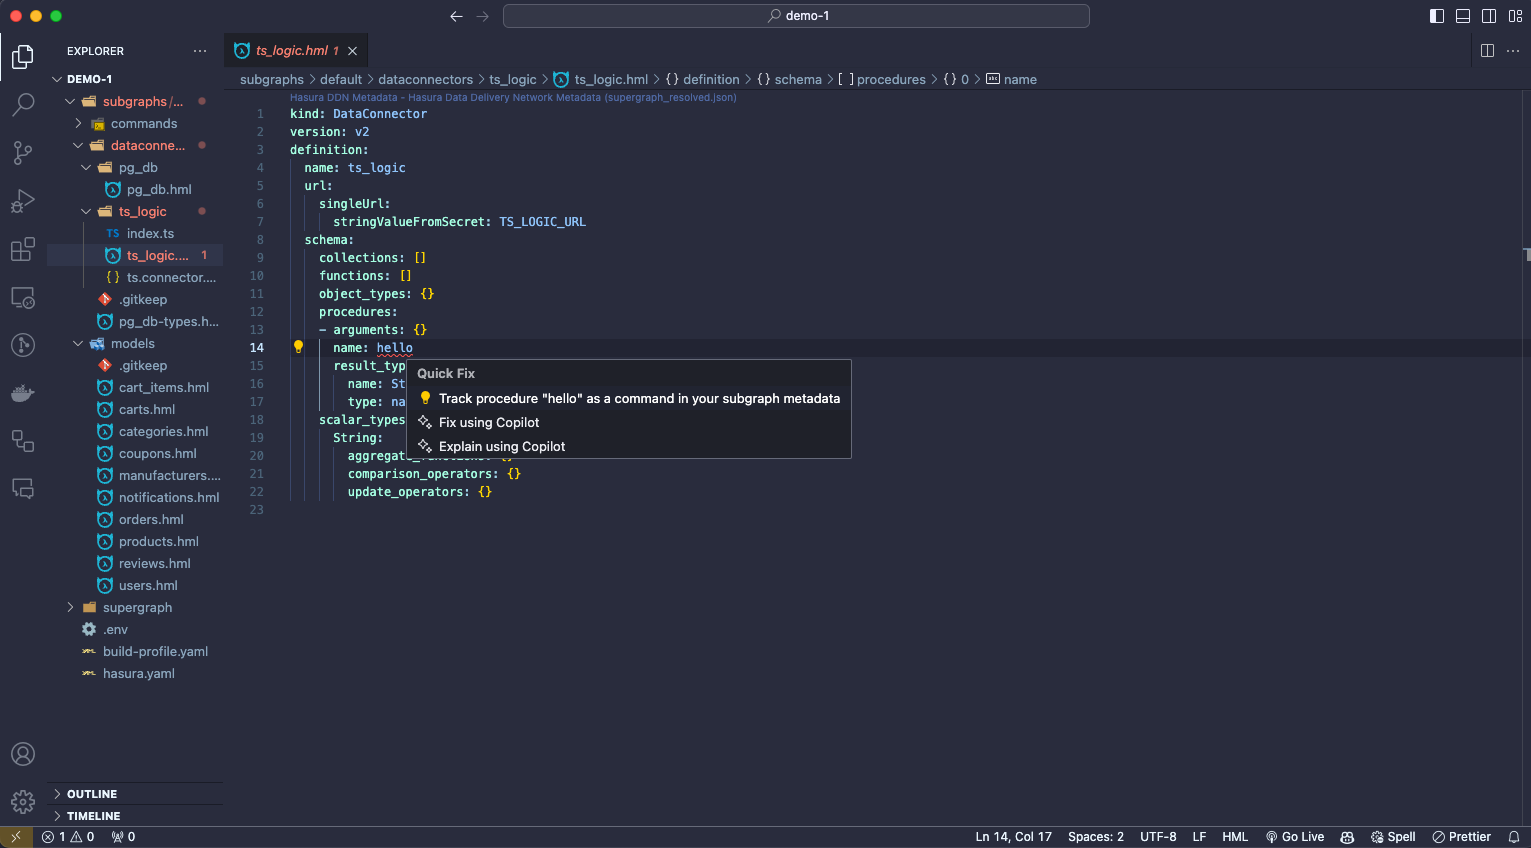 demo-1
EXPLORER
DEMO-1
subgraphs/...
commands
dataconne...
pg_db
pg_db.hml
ts_logic
TS index.ts
ts_logic.... 1
{} ts.connector....
.gitkeep
pg_db-types.h...
models
.gitkeep
cart_items.hml
carts.hml
categories.hml
coupons.hml
manufacturers....
notifications.hml
orders.hml
products.hml
reviews.hml
users.hml
supergraph
.env
build-profile.yaml
hasura.yaml
OUTLINE
TIMELINE
ts_logic.hml 1
subgraphs > default > dataconnectors > ts_logic > ts_logic.hml > {} definition > {} schema > [ ] procedures > {} 0 > abc name
Hasura DDN Metadata - Hasura Data Delivery Network Metadata (supergraph_resolved.json)
1 kind: DataConnector
2 version: v2
3 definition:
4 name: ts_logic
5 url:
6 singleUrl:
7 stringValueFromSecret: TS_LOGIC_URL
8 schema:
9 collections: []
10 functions: []
11 object_types: {}
12 procedures:
13 - arguments: {}
14 name: hello
15 result_typ
16 name: St
17 type: na
18 scalar_types
19 String:
20 aggregate_functions: {}
21 comparison_operators: {}
22 update_operators: {}
23
Quick Fix
Track procedure "hello" as a command in your subgraph metadata
Fix using Copilot
Explain using Copilot
1 0 0 Ln 14, Col 17 Spaces: 2 UTF-8 LF HML Go Live Spell Prettier